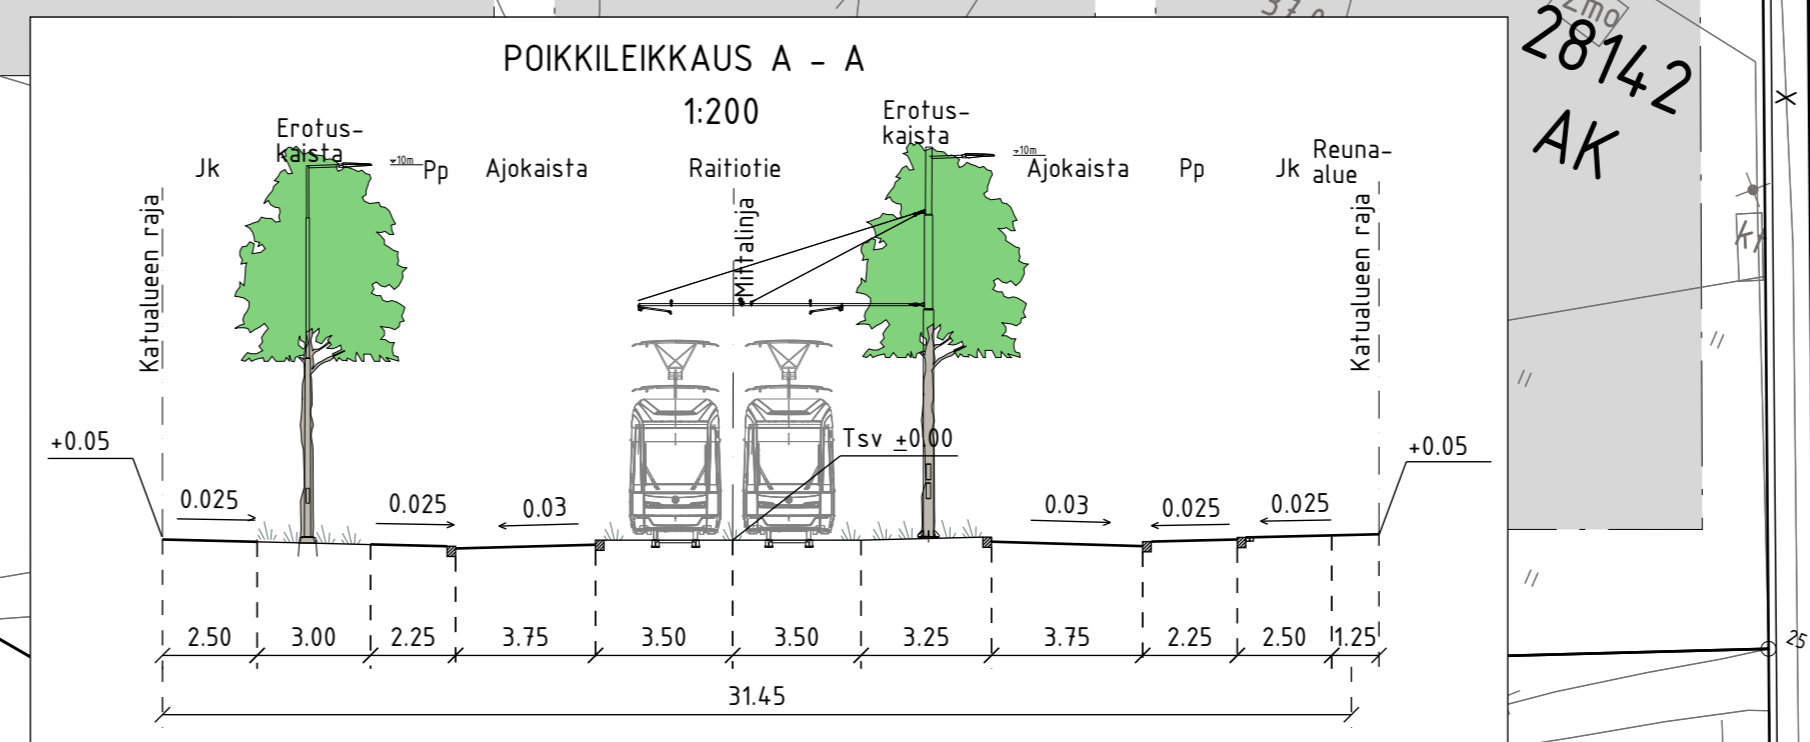 POIKKILEIKKAUS A - A
1:200
Erotus-
kaista
Erotus-
kaista
Jk
10m
Pp
Ajokaista
Raitiotie
10m
Ajokaista
Pp
Jk
Reuna-
alue
Katualueen raja
Mittalinja
Katualueen raja
+0.05
Tsv ±0.00
+0.05
0.025
0.025
0.03
0.03
0.025
0.025
2.50
3.00
2.25
3.75
3.50
3.50
3.25
3.75
2.25
2.50
1.25
31.45
28142
AK
X
25